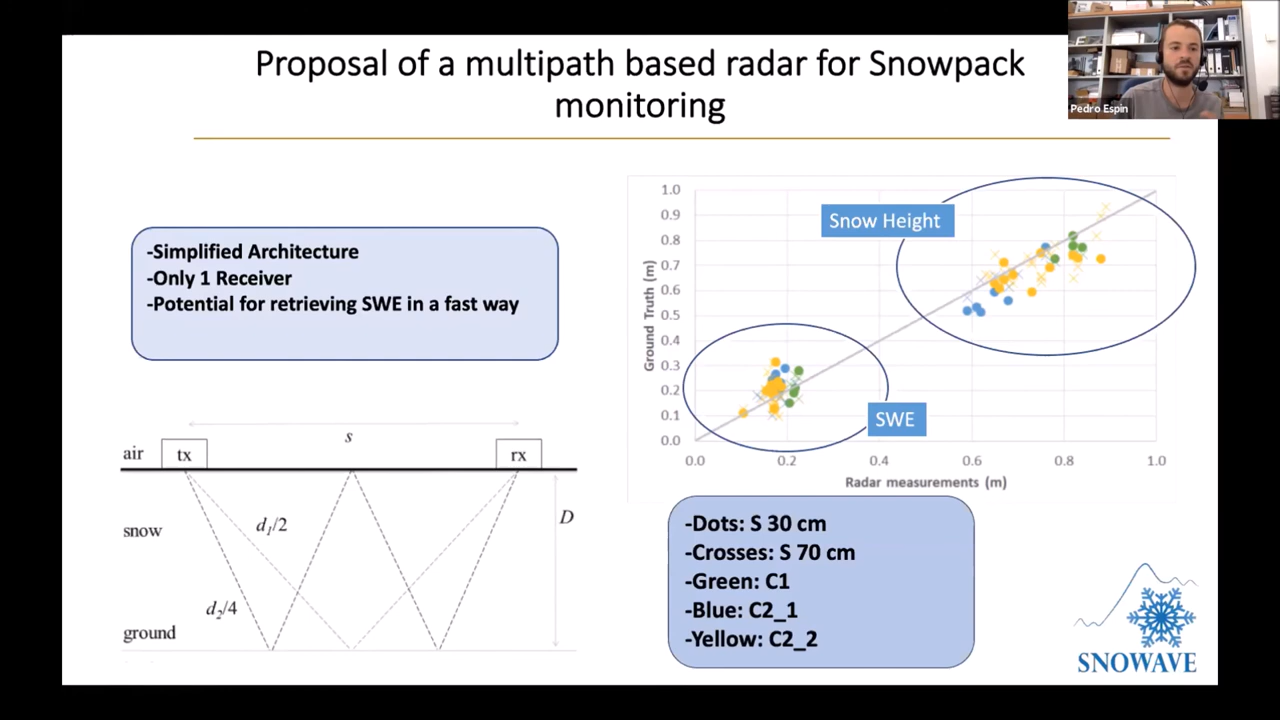 Proposal of a multipath based radar for Snowpack
monitoring
Pedro Espin
-Simplified Architecture
-Only 1 Receiver
-Potential for retrieving SWE in a fast way
Snow Height
SWE
Ground Truth (m)
1.0
0.9
0.8
0.7
0.6
0.5
0.4
0.3
0.2
0.1
0.0
0.0 0.2 0.4 0.6 0.8 1.0
Radar measurements (m)
s
air tx rx
snow d1/2 D
d2/4
ground
-Dots: S 30 cm
-Crosses: S 70 cm
-Green: C1
-Blue: C2_1
-Yellow: C2_2
SNOWAVE